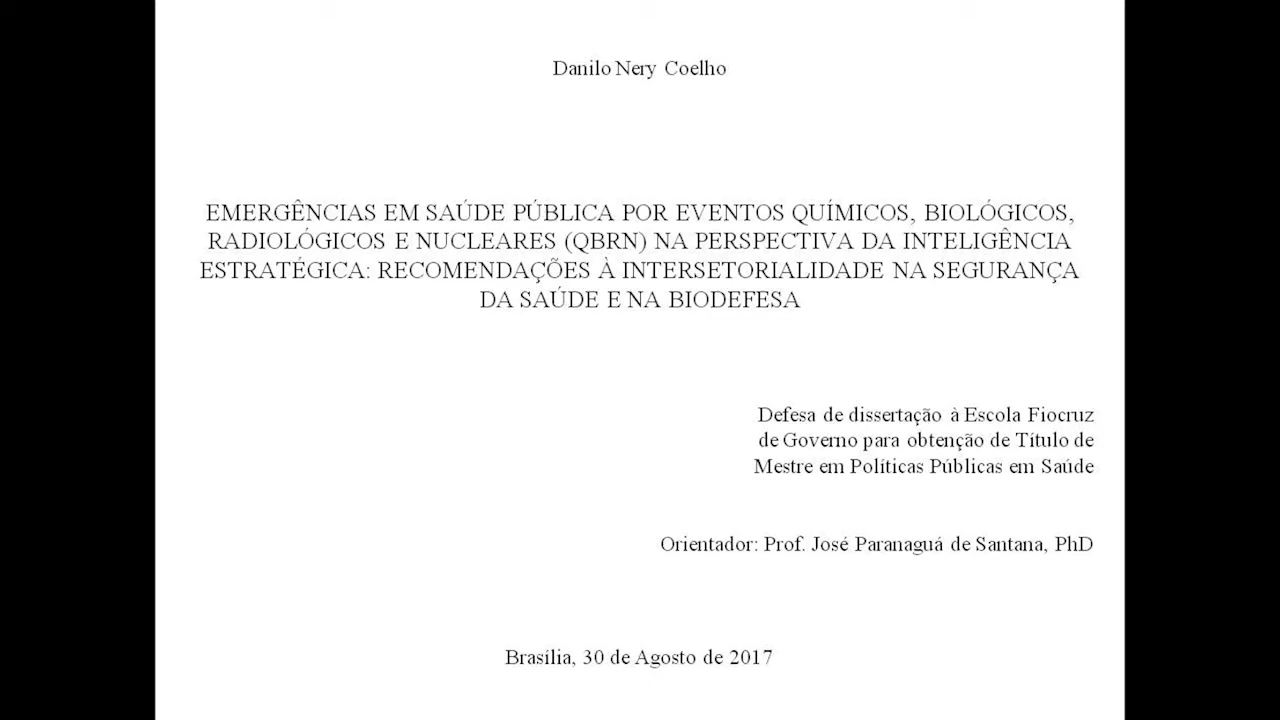 Danilo Nery Coelho
EMERGÊNCIAS EM SAÚDE PÚBLICA POR EVENTOS QUÍMICOS, BIOLÓGICOS,
RADIOLÓGICOS E NUCLEARES (QBRN) NA PERSPECTIVA DA INTELIGÊNCIA
ESTRATÉGICA: RECOMENDAÇÕES À INTERSETORIALIDADE NA SEGURANÇA
DA SAÚDE E NA BIODEFESA
Defesa de dissertação à Escola Fiocruz
de Governo para obtenção de Título de
Mestre em Políticas Públicas em Saúde
Orientador: Prof. José Paranaguá de Santana, PhD
Brasília, 30 de Agosto de 2017